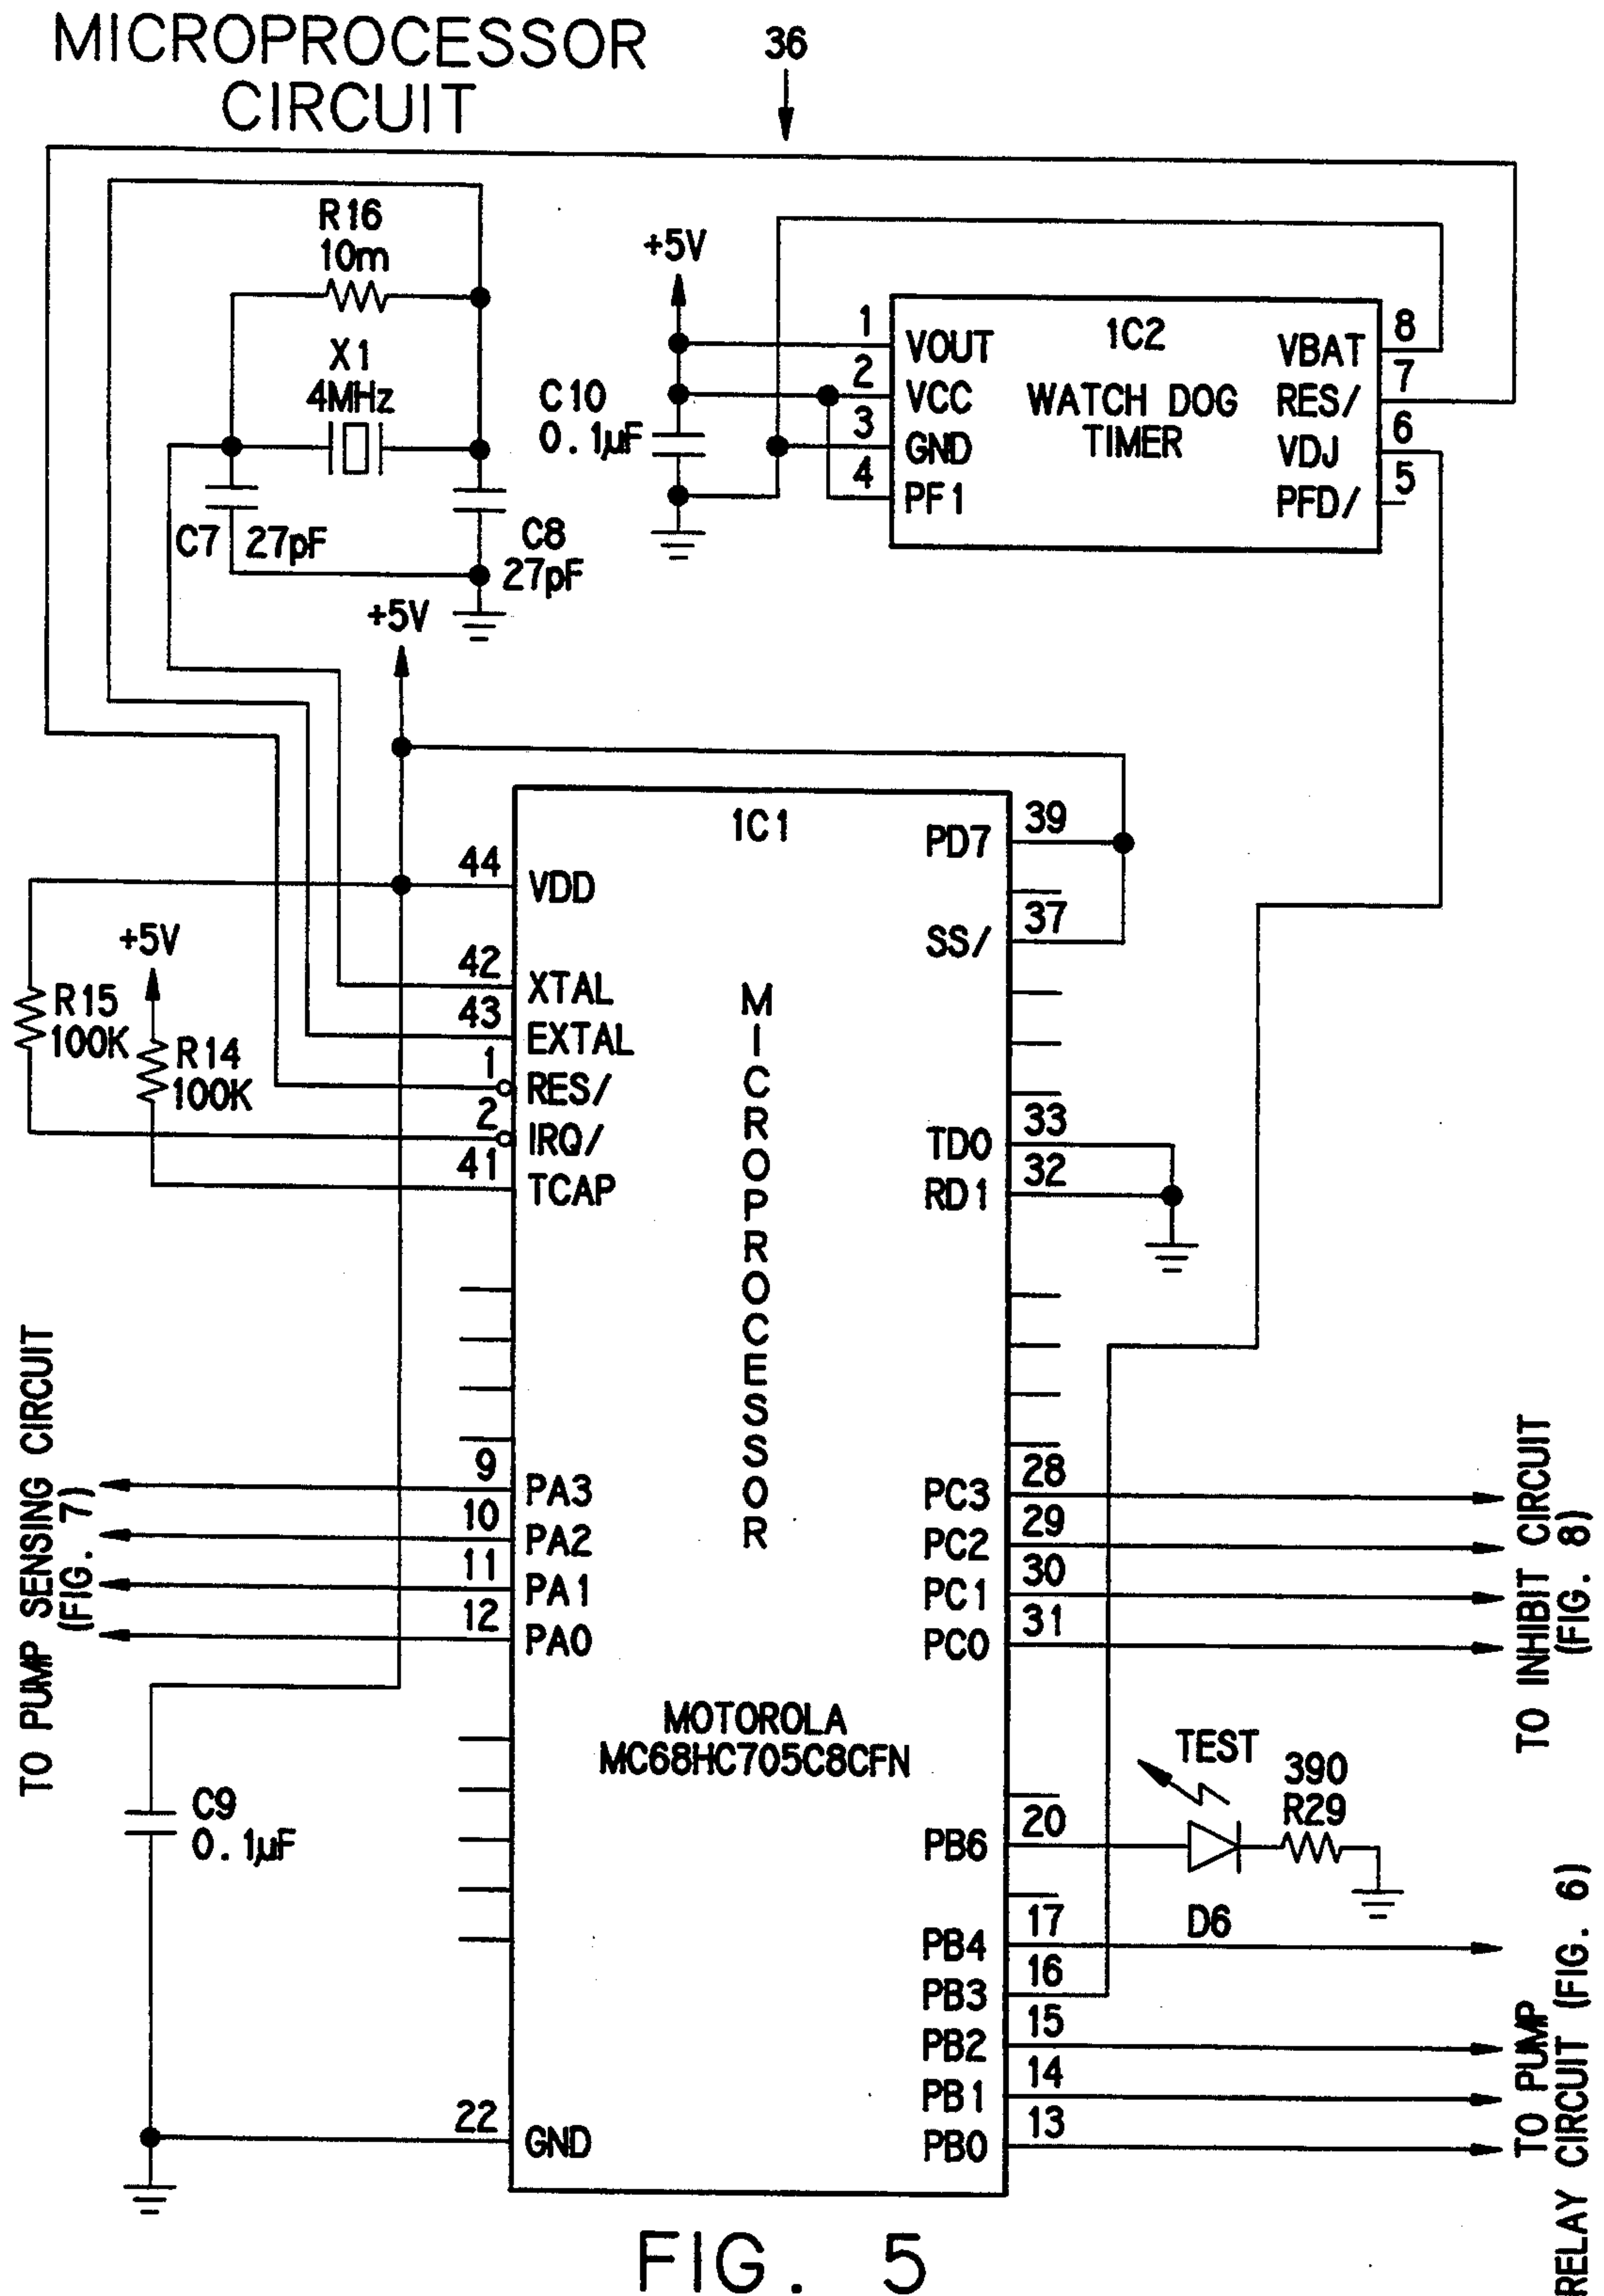 MICROPROCESSOR
CIRCUIT
36
R16
10m
X1
4MHz
C7 27pF
C8
27pF
+5V
C10
0.1µF
1C2
WATCH DOG
TIMER
1 VOUT
2 VCC
3 GND
4 PF1
VBAT 8
RES/ 7
VDJ 6
PFD/ 5
+5V
1C1
44 VDD
+5V
R15
100K
R14
100K
42 XTAL
43 EXTAL
1 RES/
2 IRQ/
41 TCAP
PD7 39
SS/ 37
MICROPROCESSOR
TD0 33
RD1 32
TO PUMP SENSING CIRCUIT
(FIG. 7)
9 PA3
10 PA2
11 PA1
12 PA0
PC3 28
PC2 29
PC1 30
PC0 31
TO INHIBIT CIRCUIT
(FIG. 8)
MOTOROLA
MC68HC705C8CFN
C9
0.1µF
TEST
390
R29
PB6 20
D6
PB4 17
PB3 16
PB2 15
PB1 14
PB0 13
TO PUMP
RELAY CIRCUIT (FIG. 6)
22 GND
FIG. 5